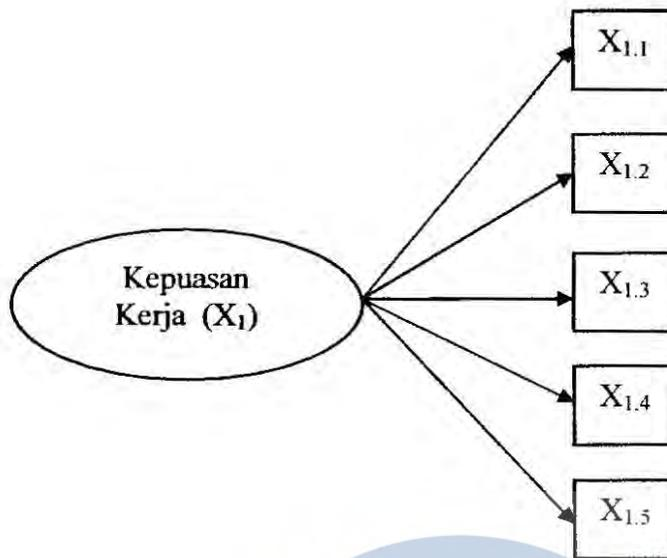 X₁.₁
X₁.₂
Kepuasan
Kerja (X₁)
X₁.₃
X₁.₄
X₁.₅